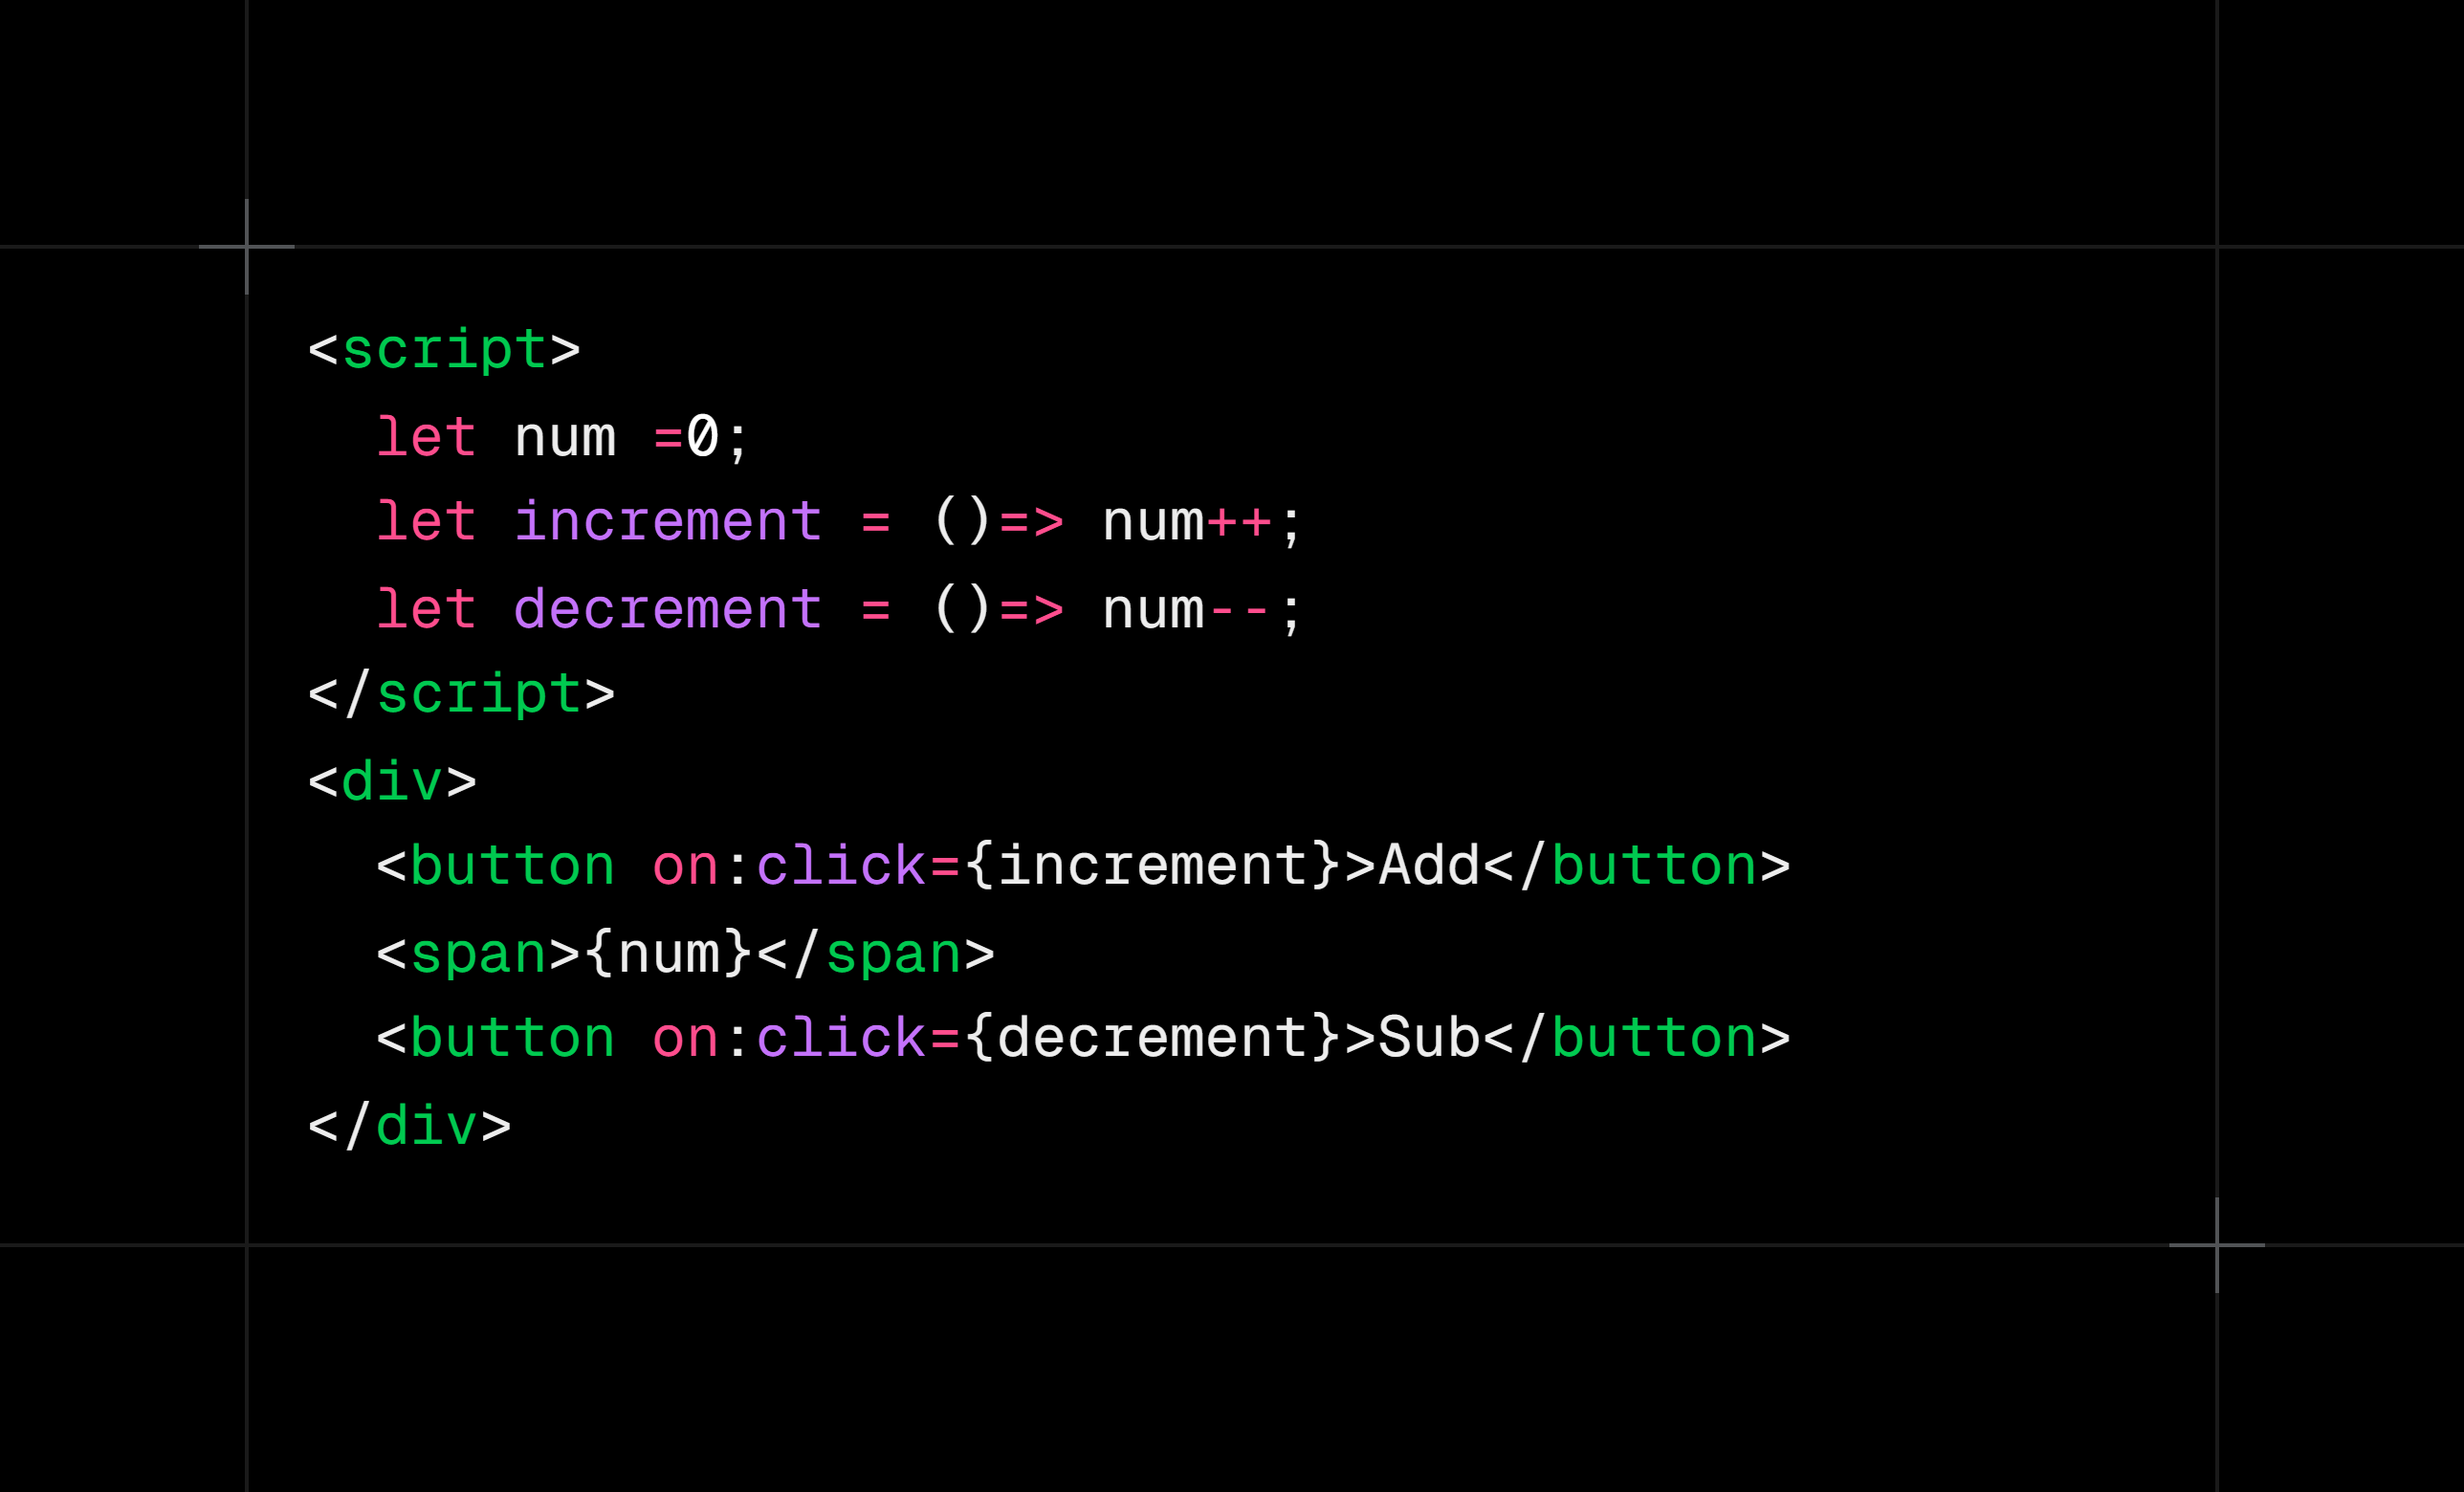 <script>
  let num =0;
  let increment = ()=> num++;
  let decrement = ()=> num--;
</script>
<div>
  <button on:click={increment}>Add</button>
  <span>{num}</span>
  <button on:click={decrement}>Sub</button>
</div>